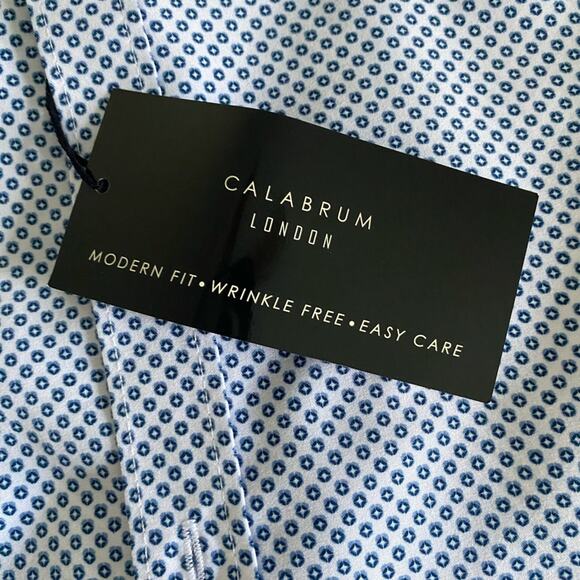 CALABRUM
LONDON
MODERN FIT•WRINKLE FREE•EASY CARE